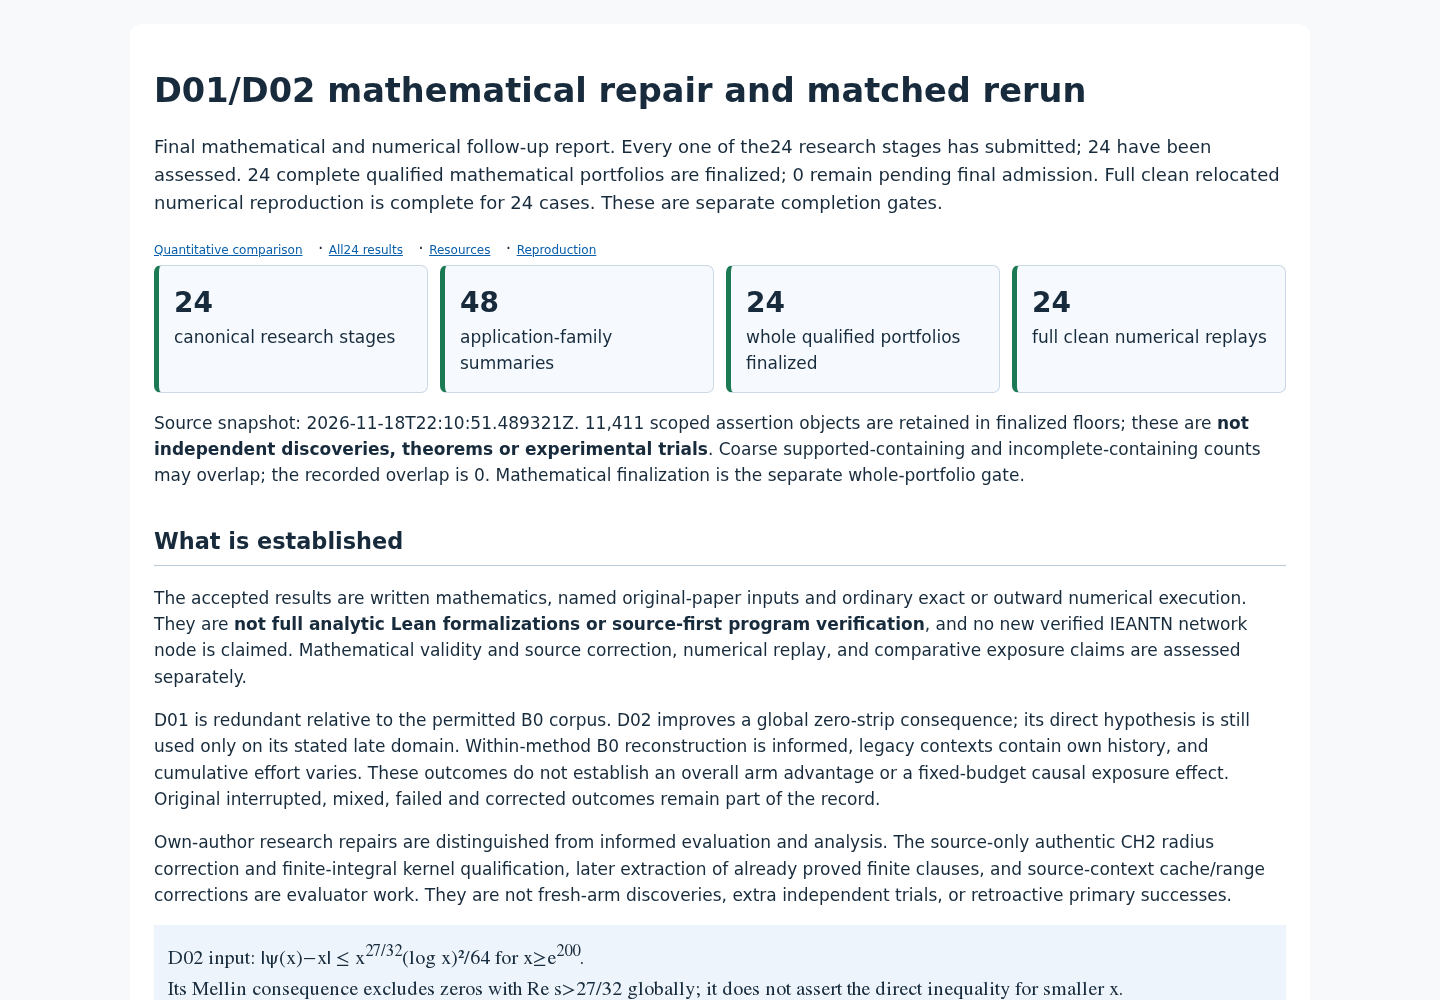 D01/D02 mathematical repair and matched rerun
Final mathematical and numerical follow-up report. Every one of the24 research stages has submitted; 24 have been
assessed. 24 complete qualified mathematical portfolios are finalized; 0 remain pending final admission. Full clean relocated
numerical reproduction is complete for 24 cases. These are separate completion gates.
Quantitative comparison · All24 results · Resources · Reproduction
24
canonical research stages
48
application-family
summaries
24
whole qualified portfolios
finalized
24
full clean numerical replays
Source snapshot: 2026-11-18T22:10:51.489321Z. 11,411 scoped assertion objects are retained in finalized floors; these are not
independent discoveries, theorems or experimental trials. Coarse supported-containing and incomplete-containing counts
may overlap; the recorded overlap is 0. Mathematical finalization is the separate whole-portfolio gate.
What is established
The accepted results are written mathematics, named original-paper inputs and ordinary exact or outward numerical execution.
They are not full analytic Lean formalizations or source-first program verification, and no new verified IEANTN network
node is claimed. Mathematical validity and source correction, numerical replay, and comparative exposure claims are assessed
separately.
D01 is redundant relative to the permitted B0 corpus. D02 improves a global zero-strip consequence; its direct hypothesis is still
used only on its stated late domain. Within-method B0 reconstruction is informed, legacy contexts contain own history, and
cumulative effort varies. These outcomes do not establish an overall arm advantage or a fixed-budget causal exposure effect.
Original interrupted, mixed, failed and corrected outcomes remain part of the record.
Own-author research repairs are distinguished from informed evaluation and analysis. The source-only authentic CH2 radius
correction and finite-integral kernel qualification, later extraction of already proved finite clauses, and source-context cache/range
corrections are evaluator work. They are not fresh-arm discoveries, extra independent trials, or retroactive primary successes.
D02 input: |ψ(x)−x| ≤ x^27/32(log x)²/64 for x≥e^200.
Its Mellin consequence excludes zeros with Re s>27/32 globally; it does not assert the direct inequality for smaller x.